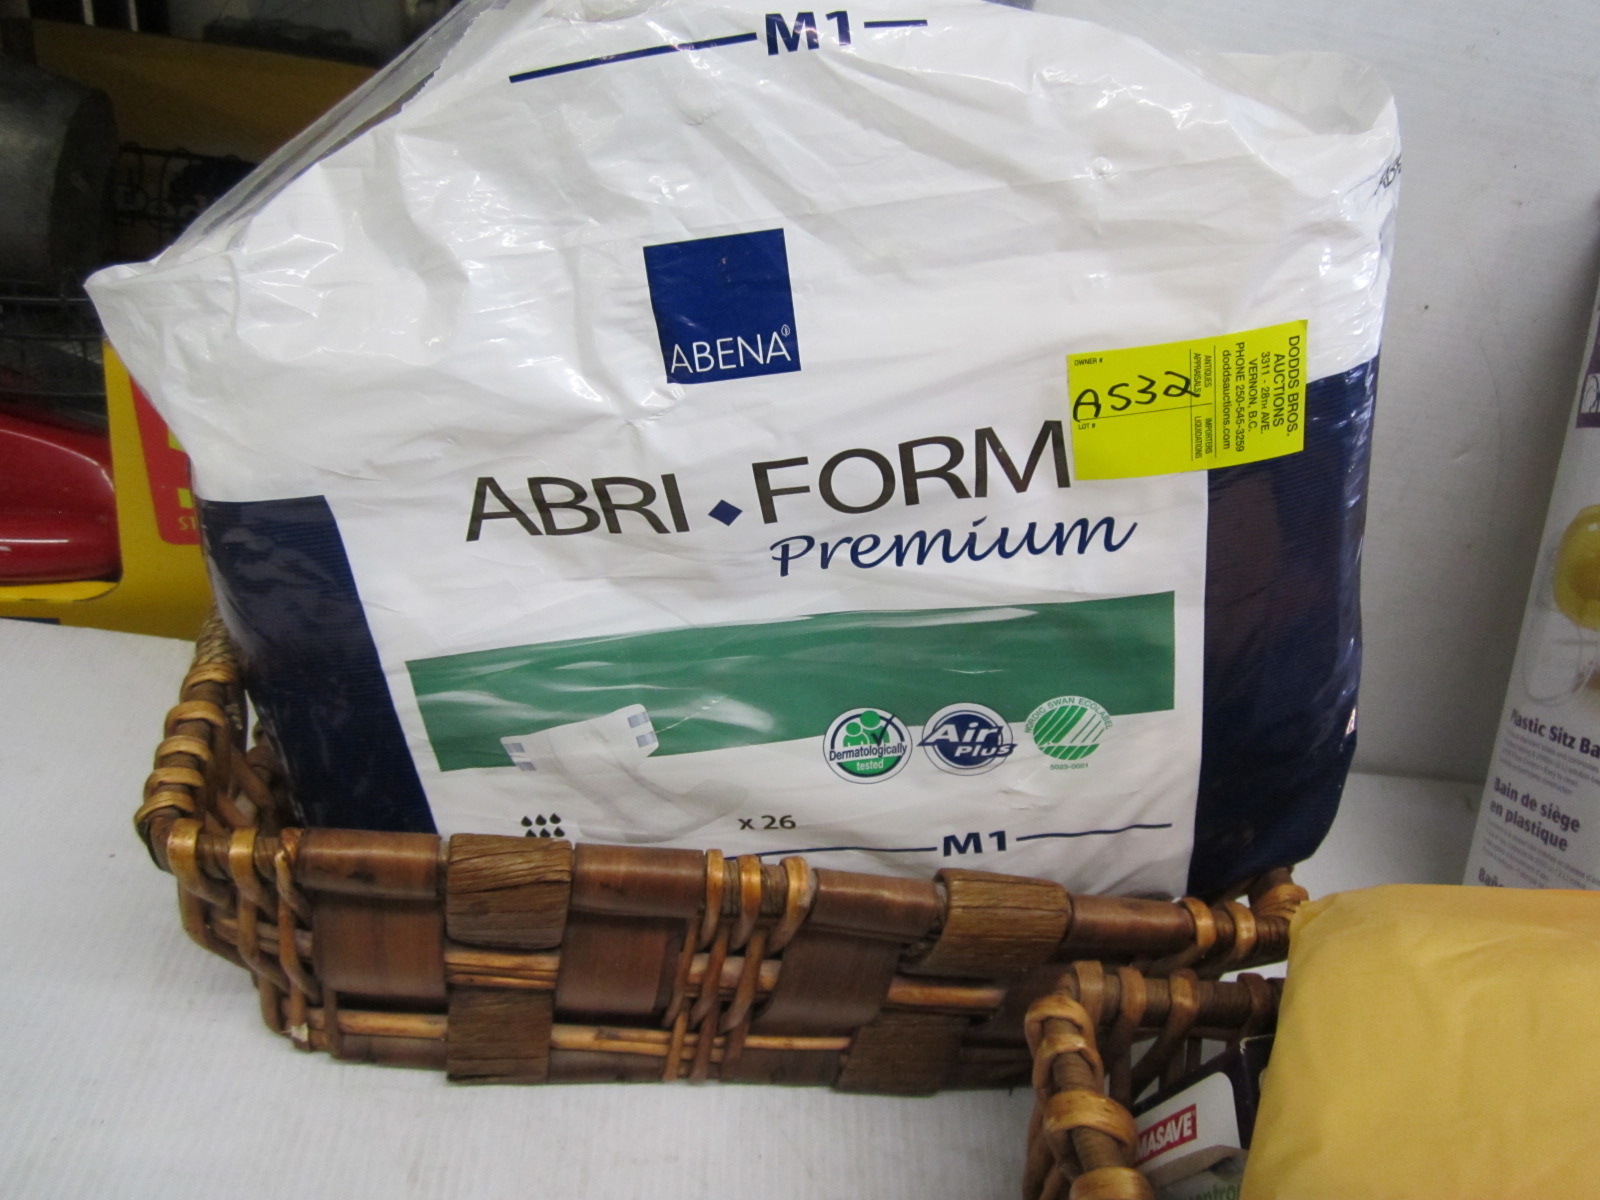 M1
ABENA®
OWNER #
A532
LOT #
ANTIQUES
APPRAISALS
IMPORTERS
LIQUIDATIONS
DODDS BROS.
AUCTIONS
3311 - 28TH AVE.
VERNON, B.C.
PHONE 250-545-3259
doddsauctions.com
ABRI FORM
Premium
Dermatologically
tested
Air
Plus
NORDIC SWAN ECOLABEL
x 26
M1
Plastic Sitz Ba
Bain de siège
en plastique
MASAVE